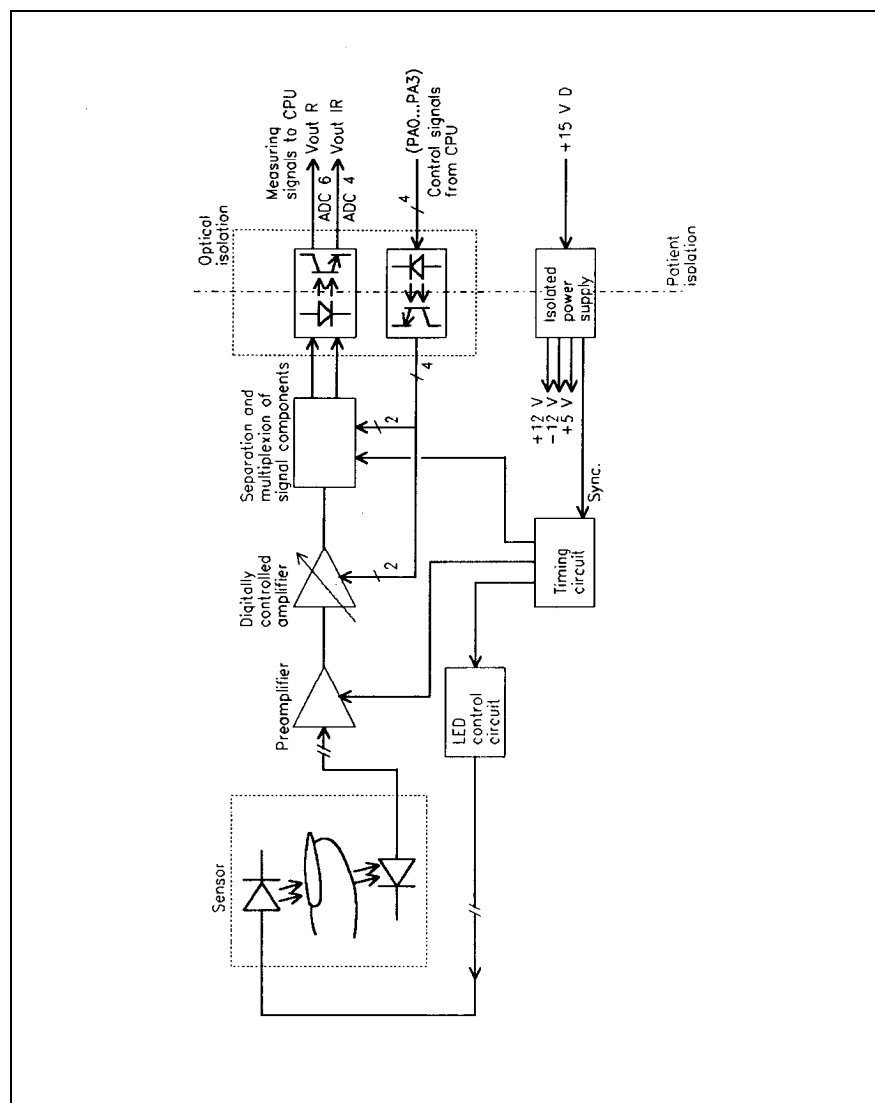 Sensor
Preamplifier
Digitally
controlled
amplifier
Separation and
multiplexion of
signal components
Optical
isolation
Measuring
signals to CPU
Vout R
ADC 6
Vout IR
ADC 4
(PA0...PA3)
Control signals
from CPU
4
4
2
2
LED
control
circuit
Timing
circuit
Sync.
+12 V
-12 V
+5 V
Isolated
power
supply
+15 V D
Patient
isolation